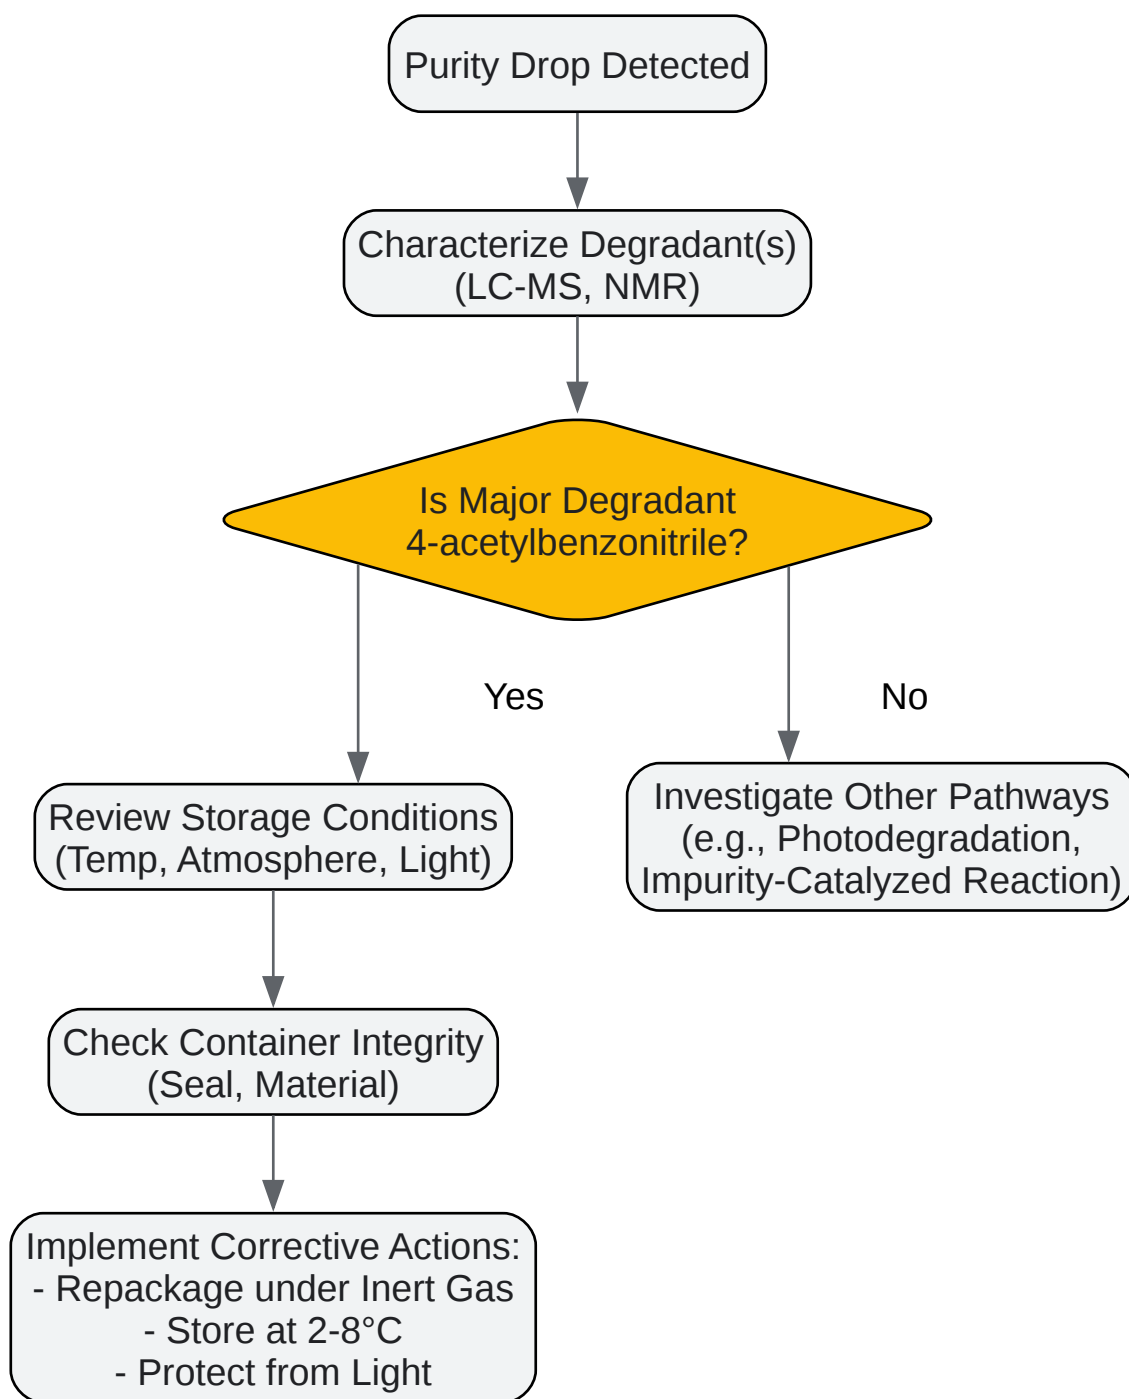 Purity Drop Detected
Characterize Degradant(s)
(LC-MS, NMR)
Is Major Degradant
4-acetylbenzonitrile?
Yes
No
Review Storage Conditions
(Temp, Atmosphere, Light)
Investigate Other Pathways
(e.g., Photodegradation,
Impurity-Catalyzed Reaction)
Check Container Integrity
(Seal, Material)
Implement Corrective Actions:
- Repackage under Inert Gas
- Store at 2-8°C
- Protect from Light